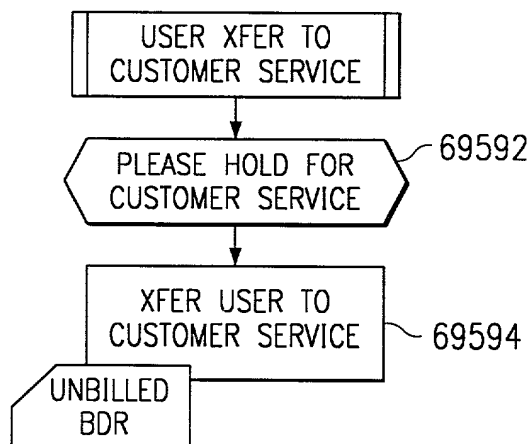 USER XFER TO
CUSTOMER SERVICE
PLEASE HOLD FOR
CUSTOMER SERVICE
69592
XFER USER TO
CUSTOMER SERVICE
69594
UNBILLED
BDR